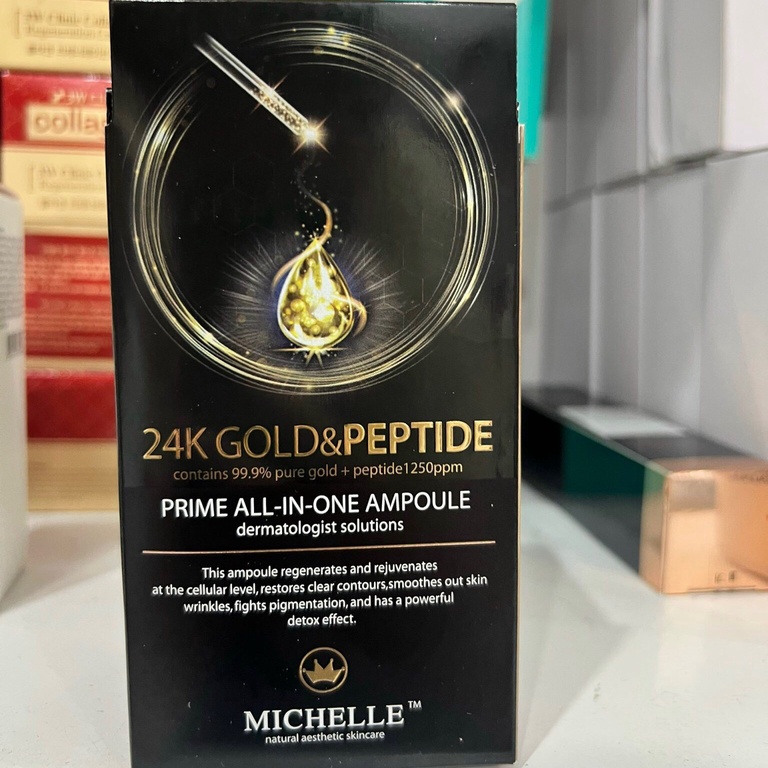 colla
24K GOLD&PEPTIDE
contains 99.9% pure gold + peptide1250ppm
PRIME ALL-IN-ONE AMPOULE
dermatologist solutions
This ampoule regenerates and rejuvenates
at the cellular level, restores clear contours,smoothes out skin
wrinkles, fights pigmentation, and has a powerful
detox effect.
MICHELLE™
natural aesthetic skincare